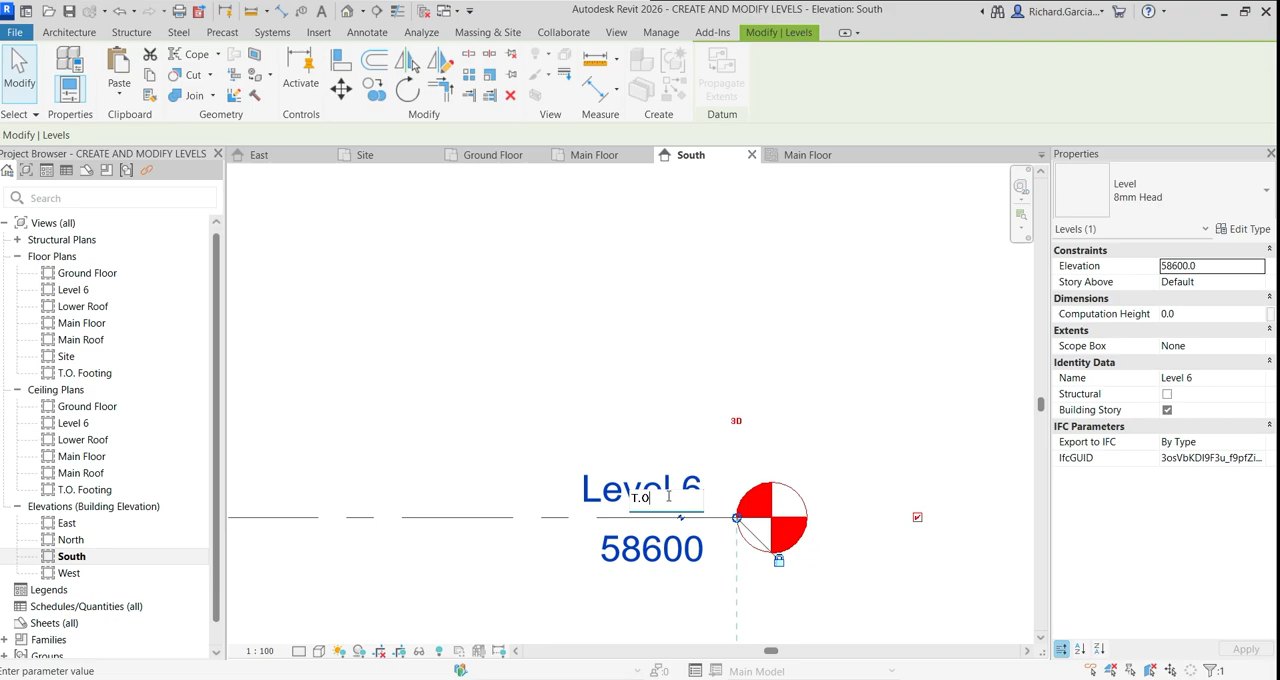 Autodesk Revit 2026 - CREATE AND MODIFY LEVELS - Elevation: South
Richard.Garcia...
File Architecture Structure Steel Precast Systems Insert Annotate Analyze Massing & Site Collaborate View Manage Add-Ins Modify | Levels
Modify
Paste
Cope
Cut
Join
Activate
Propagate
Extents
Select Properties Clipboard Geometry Controls Modify View Measure Create Datum
Modify | Levels
Project Browser - CREATE AND MODIFY LEVELS
East Site Ground Floor Main Floor South Main Floor
Search
Views (all)
Structural Plans
Floor Plans
Ground Floor
Level 6
Lower Roof
Main Floor
Main Roof
Site
T.O. Footing
Ceiling Plans
Ground Floor
Level 6
Lower Roof
Main Floor
Main Roof
T.O. Footing
Elevations (Building Elevation)
East
North
South
West
Legends
Schedules/Quantities (all)
Sheets (all)
Families
Groups
3D
Level 6
T.O
58600
Properties
Level
8mm Head
Levels (1) Edit Type
Constraints
Elevation 58600.0
Story Above Default
Dimensions
Computation Height 0.0
Extents
Scope Box None
Identity Data
Name Level 6
Structural
Building Story
IFC Parameters
Export to IFC By Type
IfcGUID 3osVbKDI9F3u_f9pfZi...
Apply
1 : 100
Enter parameter value
:0
Main Model
:1